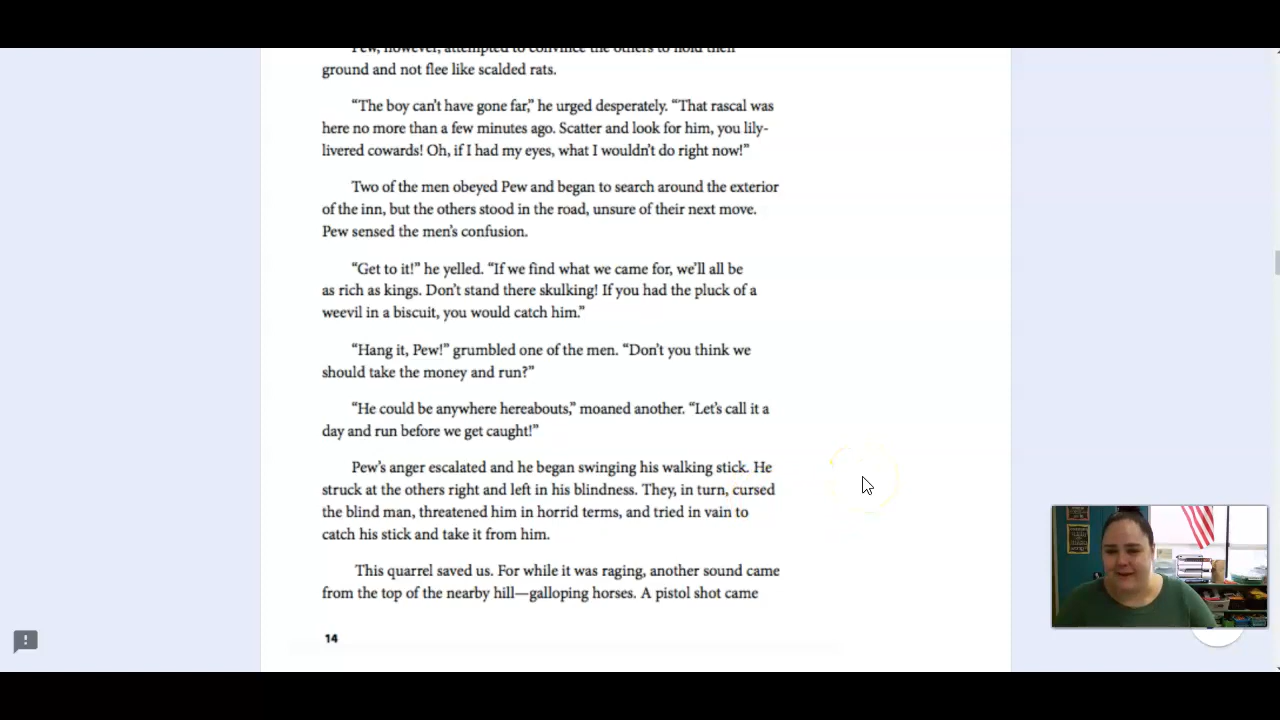 Pew, however, attempted to convince the others to hold their
ground and not flee like scalded rats.
“The boy can’t have gone far,” he urged desperately. “That rascal was
here no more than a few minutes ago. Scatter and look for him, you lily-
livered cowards! Oh, if I had my eyes, what I wouldn’t do right now!”
Two of the men obeyed Pew and began to search around the exterior
of the inn, but the others stood in the road, unsure of their next move.
Pew sensed the men’s confusion.
“Get to it!” he yelled. “If we find what we came for, we’ll all be
as rich as kings. Don’t stand there skulking! If you had the pluck of a
weevil in a biscuit, you would catch him.”
“Hang it, Pew!” grumbled one of the men. “Don’t you think we
should take the money and run?”
“He could be anywhere hereabouts,” moaned another. “Let’s call it a
day and run before we get caught!”
Pew’s anger escalated and he began swinging his walking stick. He
struck at the others right and left in his blindness. They, in turn, cursed
the blind man, threatened him in horrid terms, and tried in vain to
catch his stick and take it from him.
This quarrel saved us. For while it was raging, another sound came
from the top of the nearby hill—galloping horses. A pistol shot came
14